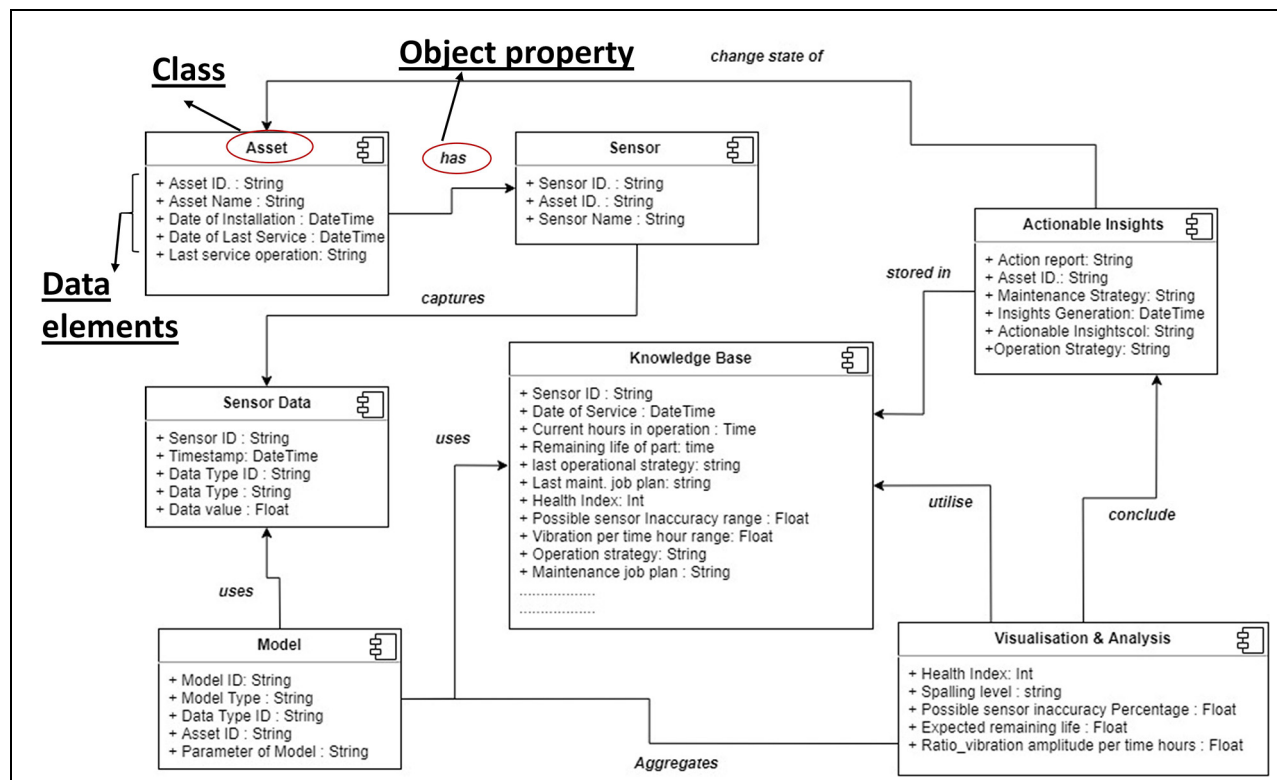 Object property
change state of
Class
Asset
+ Asset ID. : String
+ Asset Name : String
+ Date of Installation : DateTime
+ Date of Last Service : DateTime
+ Last service operation: String
has
Sensor
+ Sensor ID. : String
+ Asset ID. : String
+ Sensor Name : String
Data
elements
captures
Actionable Insights
+ Action report: String
+ Asset ID.: String
+ Maintenance Strategy: String
+ Insights Generation: DateTime
+ Actionable Insightscol: String
+Operation Strategy: String
stored in
Knowledge Base
+ Sensor ID : String
+ Date of Service : DateTime
+ Current hours in operation : Time
+ Remaining life of part: time
+ last operational strategy: string
+ Last maint. job plan: string
+ Health Index: Int
+ Possible sensor Inaccuracy range : Float
+ Vibration per time hour range: Float
+ Operation strategy: String
+ Maintenance job plan : String
..................
..................
Sensor Data
+ Sensor ID : String
+ Timestamp: DateTime
+ Data Type ID : String
+ Data Type : String
+ Data value : Float
uses
utilise
conclude
uses
Model
+ Model ID: String
+ Model Type : String
+ Data Type ID : String
+ Asset ID : String
+ Parameter of Model : String
Visualisation & Analysis
+ Health Index: Int
+ Spalling level : string
+ Possible sensor inaccuracy Percentage : Float
+ Expected remaining life : Float
+ Ratio_vibration amplitude per time hours : Float
Aggregates